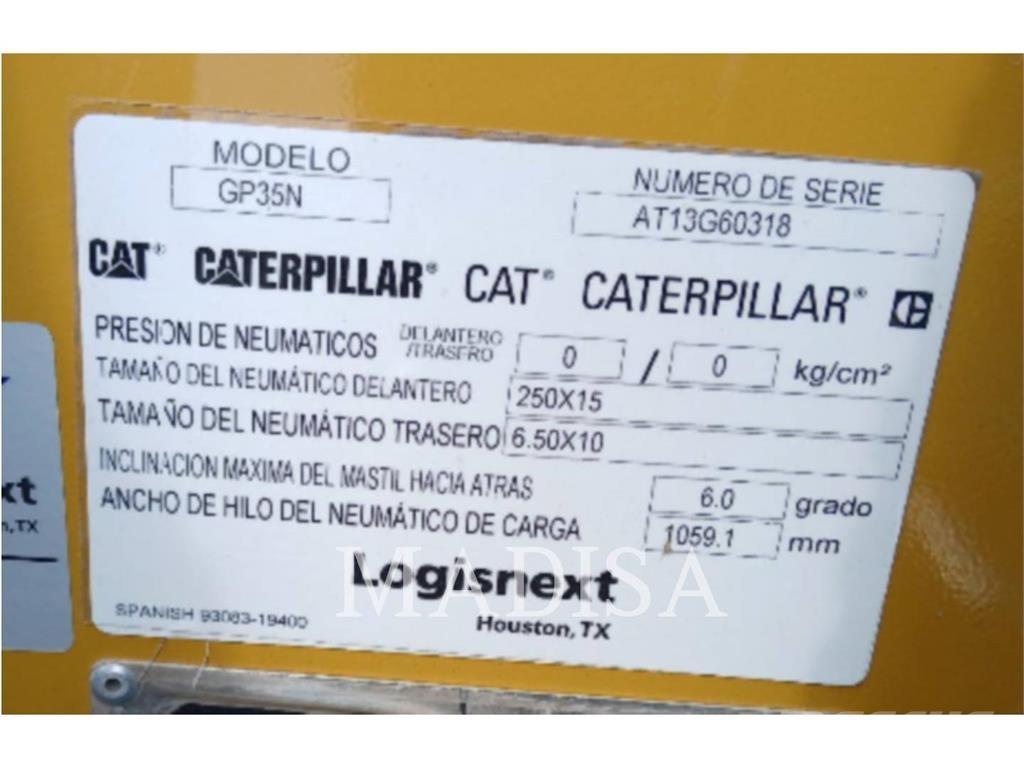 MODELO
GP35N
NUMERO DE SERIE
AT13G60318
CAT® CATERPILLAR® CAT® CATERPILLAR®
PRESION DE NEUMATICOS DELANTERO /TRASERO 0 / 0 kg/cm²
TAMAÑO DEL NEUMÁTICO DELANTERO 250X15
TAMAÑO DEL NEUMÁTICO TRASERO 6.50X10
INCLINACION MAXIMA DEL MASTIL HACIA ATRAS 6.0 grado
ANCHO DE HILO DEL NEUMÁTICO DE CARGA 1059.1 mm
Logisnext
MADISA
Houston, TX
SPANISH 93083-19400
xt
n, TX